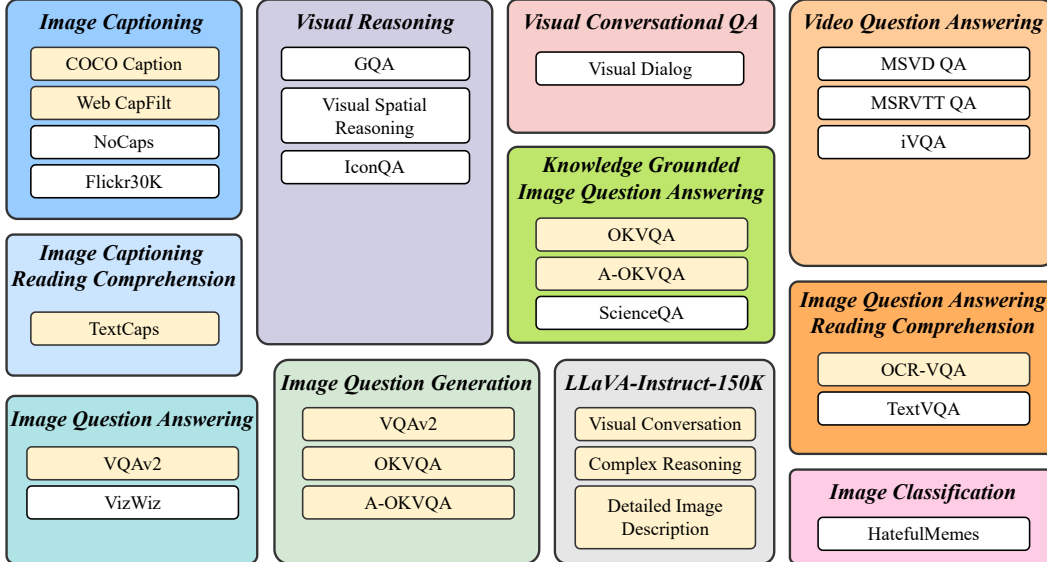 Image Captioning
COCO Caption
Web CapFilt
NoCaps
Flickr30K
Image Captioning
Reading Comprehension
TextCaps
Image Question Answering
VQAv2
VizWiz
Visual Reasoning
GQA
Visual Spatial
Reasoning
IconQA
Image Question Generation
VQAv2
OKVQA
A-OKVQA
Visual Conversational QA
Visual Dialog
Knowledge Grounded
Image Question Answering
OKVQA
A-OKVQA
ScienceQA
LLaVA-Instruct-150K
Visual Conversation
Complex Reasoning
Detailed Image
Description
Video Question Answering
MSVD QA
MSRVTT QA
iVQA
Image Question Answering
Reading Comprehension
OCR-VQA
TextVQA
Image Classification
HatefulMemes